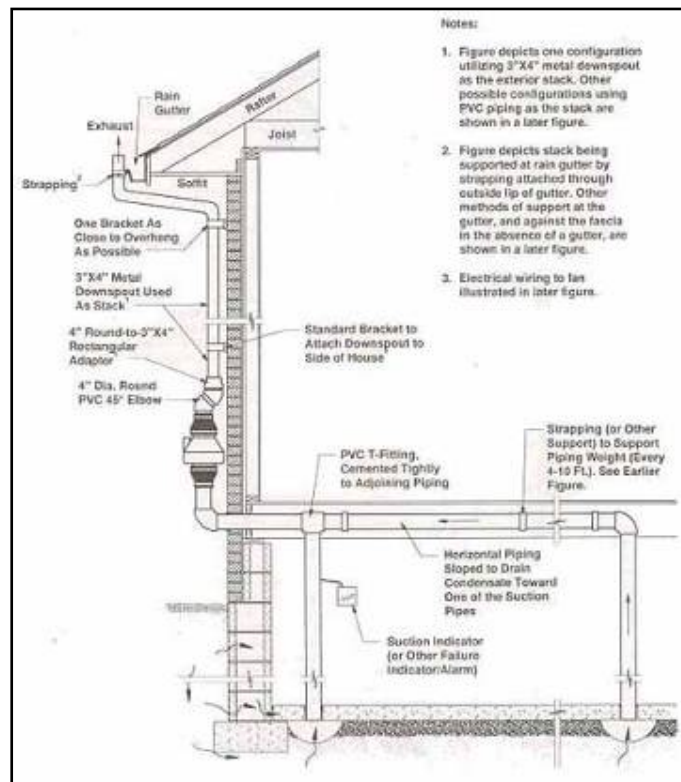 Notes:
1. Figure depicts one configuration
utilizing 3"X4" metal downspout
as the exterior stack. Other
possible configurations using
PVC piping as the stack are
shown in a later figure.
2. Figure depicts stack being
supported at rain gutter by
strapping attached through
outside lip of gutter. Other
methods of support at the
gutter, and against the fascia
in the absence of a gutter, are
shown in a later figure.
3. Electrical wiring to fan
illustrated in later figure.
Rain
Gutter
Exhaust
Rafter
Joist
Strapping2
Soffit
One Bracket As
Close to Overhang
As Possible
3"X4" Metal
Downspout Used
As Stack1
4" Round-to-3"X4"
Rectangular
Adapter
4" Dia. Round
PVC 45° Elbow
Standard Bracket to
Attach Downspout to
Side of House
PVC T-Fitting,
Cemented Tightly
to Adjoining Piping
Strapping (or Other
Support) to Support
Piping Weight (Every
4-10 Ft.). See Earlier
Figure.
Horizontal Piping
Sloped to Drain
Condensate Toward
One of the Suction
Pipes
Suction Indicator
(or Other Failure
Indicator/Alarm)